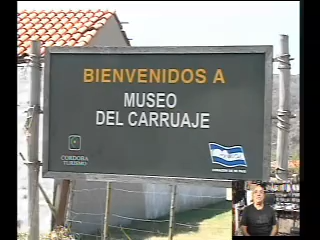 BIENVENIDOS A
MUSEO
DEL CARRUAJE
CORDOBA
TURISMO